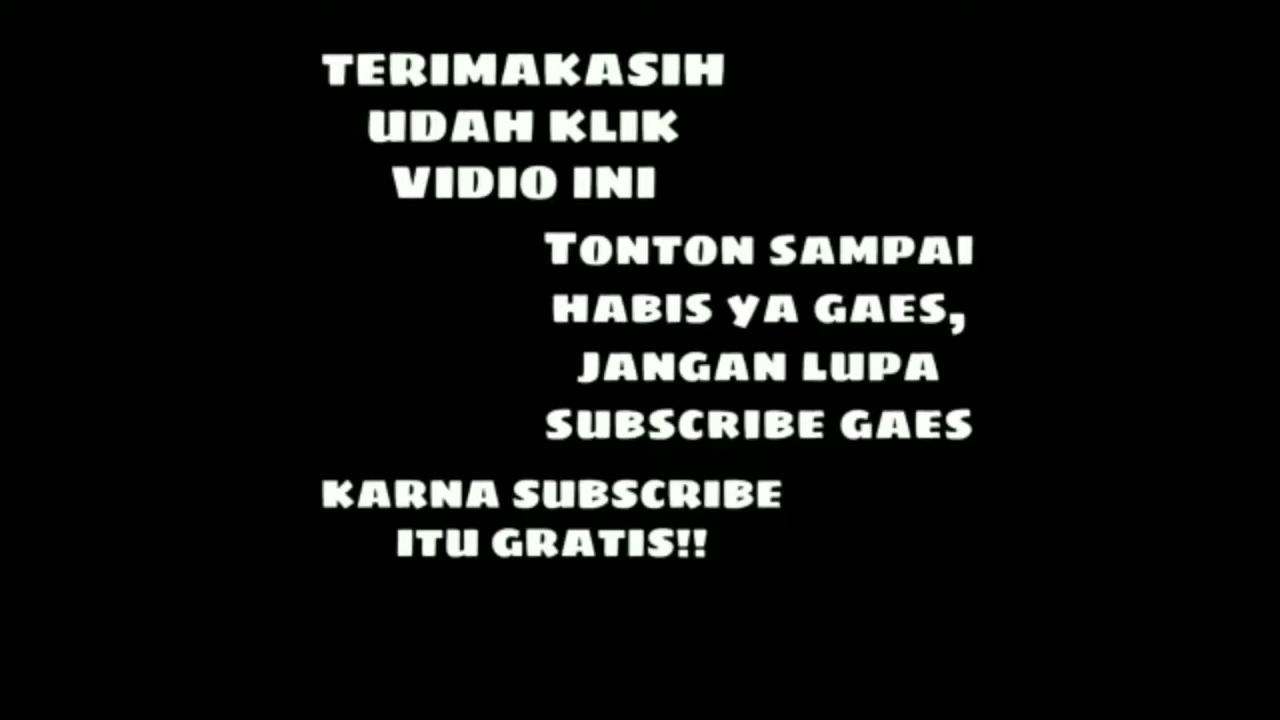 TERIMAKASIH
UDAH KLIK
VIDIO INI
TONTON SAMPAI
HABIS YA GAES,
JANGAN LUPA
SUBSCRIBE GAES
KARNA SUBSCRIBE
ITU GRATIS!!